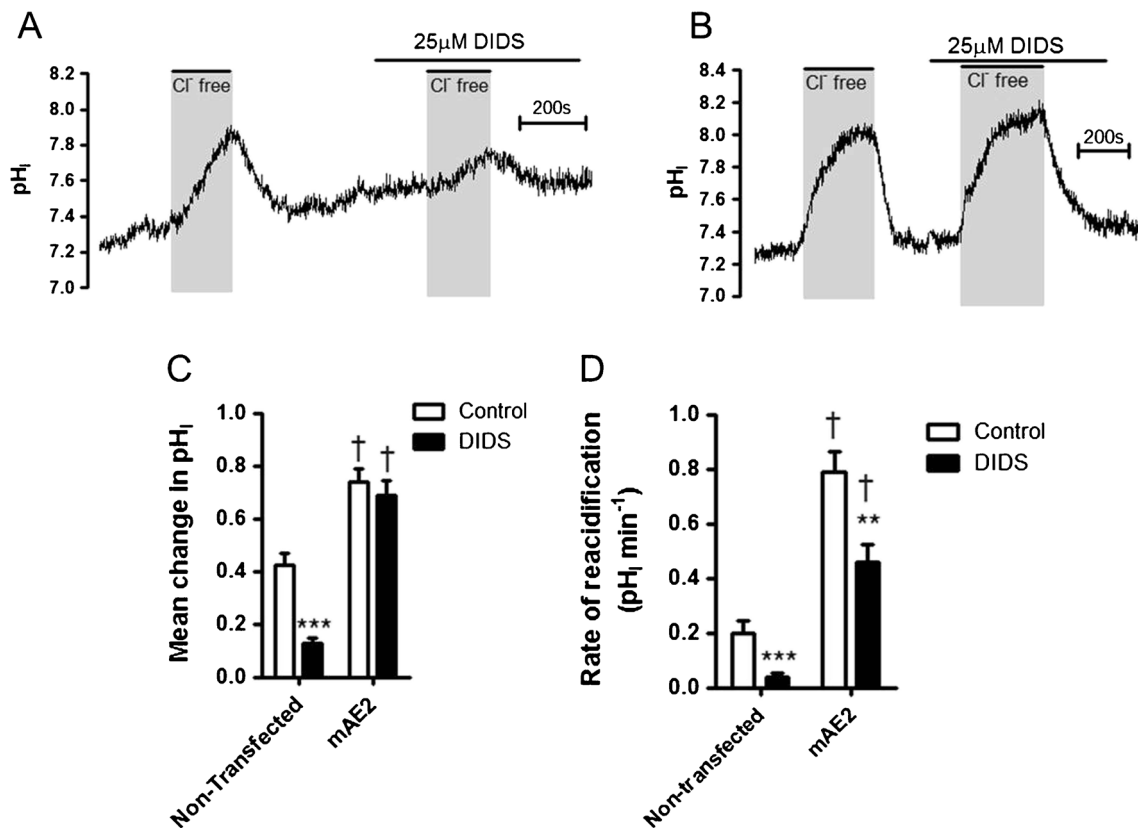 A
25µM DIDS
Cl⁻ free
Cl⁻ free
200s
8.2
8.0
7.8
7.6
7.4
7.2
7.0
pHᵢ
B
25µM DIDS
Cl⁻ free
Cl⁻ free
200s
8.4
8.2
8.0
7.8
7.6
7.4
7.2
7.0
pHᵢ
C
Control
DIDS
1.0
0.8
0.6
0.4
0.2
0.0
Mean change in pHᵢ
***
†
†
Non-Transfected
mAE2
D
Control
DIDS
1.0
0.8
0.6
0.4
0.2
0.0
Rate of reacidification
(pHᵢ min⁻¹)
***
†
†
**
Non-transfected
mAE2